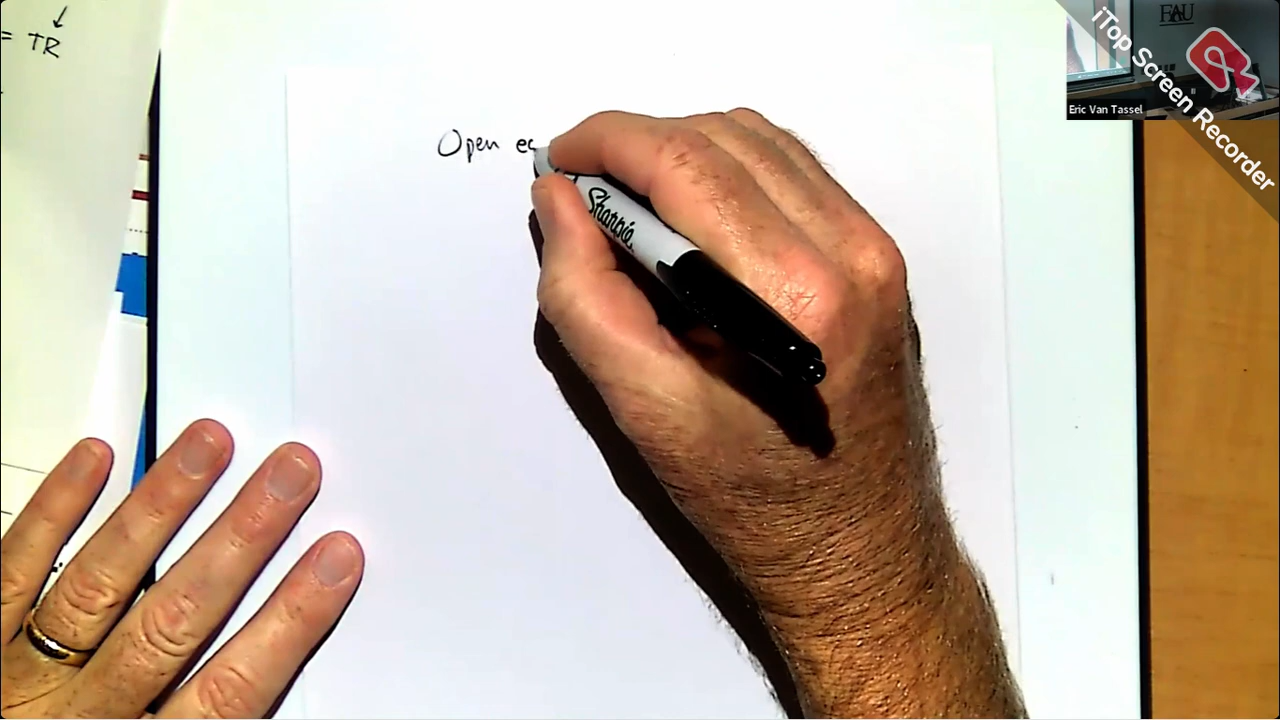 = TR
Open ec
Sharpie.
FAU
Eric Van Tassel
iTop Screen Recorder